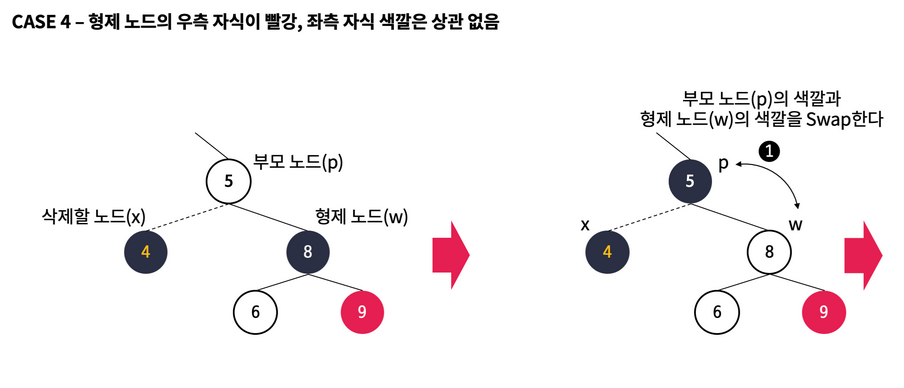 CASE 4 – 형제 노드의 우측 자식이 빨강, 좌측 자식 색깔은 상관 없음
부모 노드(p)의 색깔과
형제 노드(w)의 색깔을 Swap한다
1
부모 노드(p)
5
삭제할 노드(x)
형제 노드(w)
4
8
6
9
p
5
x
w
4
8
6
9